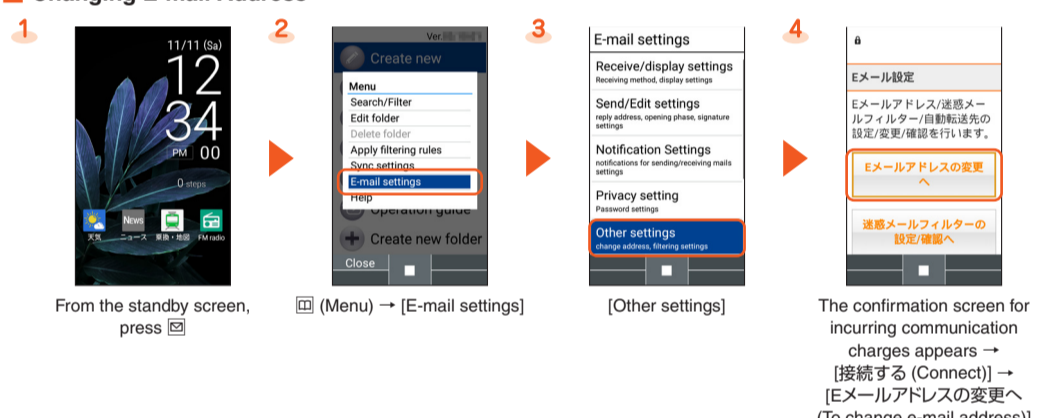 Changing E-mail Address
1
11/11 (Sa)
12
34
PM 00
0 steps
天気
News
ニュース
乗換・地図
FM radio
From the standby screen,
press
2
Ver.
Create new
Menu
Search/Filter
Edit folder
Delete folder
Apply filtering rules
Sync settings
E-mail settings
Help
Operation guide
Create new folder
Close
(Menu) → [E-mail settings]
3
E-mail settings
Receive/display settings
Receiving method, display settings
Send/Edit settings
reply address, opening phase, signature
settings
Notification Settings
notifications for sending/receiving mails
settings
Privacy setting
Password settings
Other settings
change address, filtering settings
[Other settings]
4
Eメール設定
Eメールアドレス/迷惑メー
ルフィルター/自動転送先の
設定/変更/確認を行います。
Eメールアドレスの変更
へ
迷惑メールフィルターの
設定/確認へ
The confirmation screen for
incurring communication
charges appears →
[接続する (Connect)] →
[Eメールアドレスの変更へ
(To change e-mail address)]